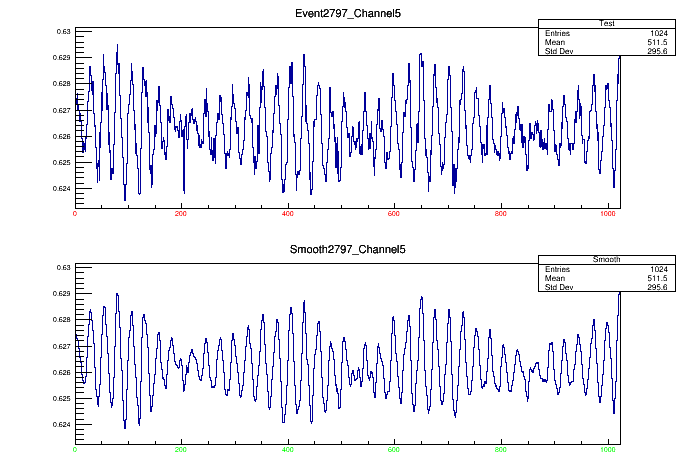 Event2797_Channel5
Test
Entries 1024
Mean 511.5
Std Dev 295.6
0.63
0.629
0.628
0.627
0.626
0.625
0.624
0 200 400 600 800 1000
Smooth2797_Channel5
Smooth
Entries 1024
Mean 511.5
Std Dev 295.6
0.63
0.629
0.628
0.627
0.626
0.625
0.624
0 200 400 600 800 1000